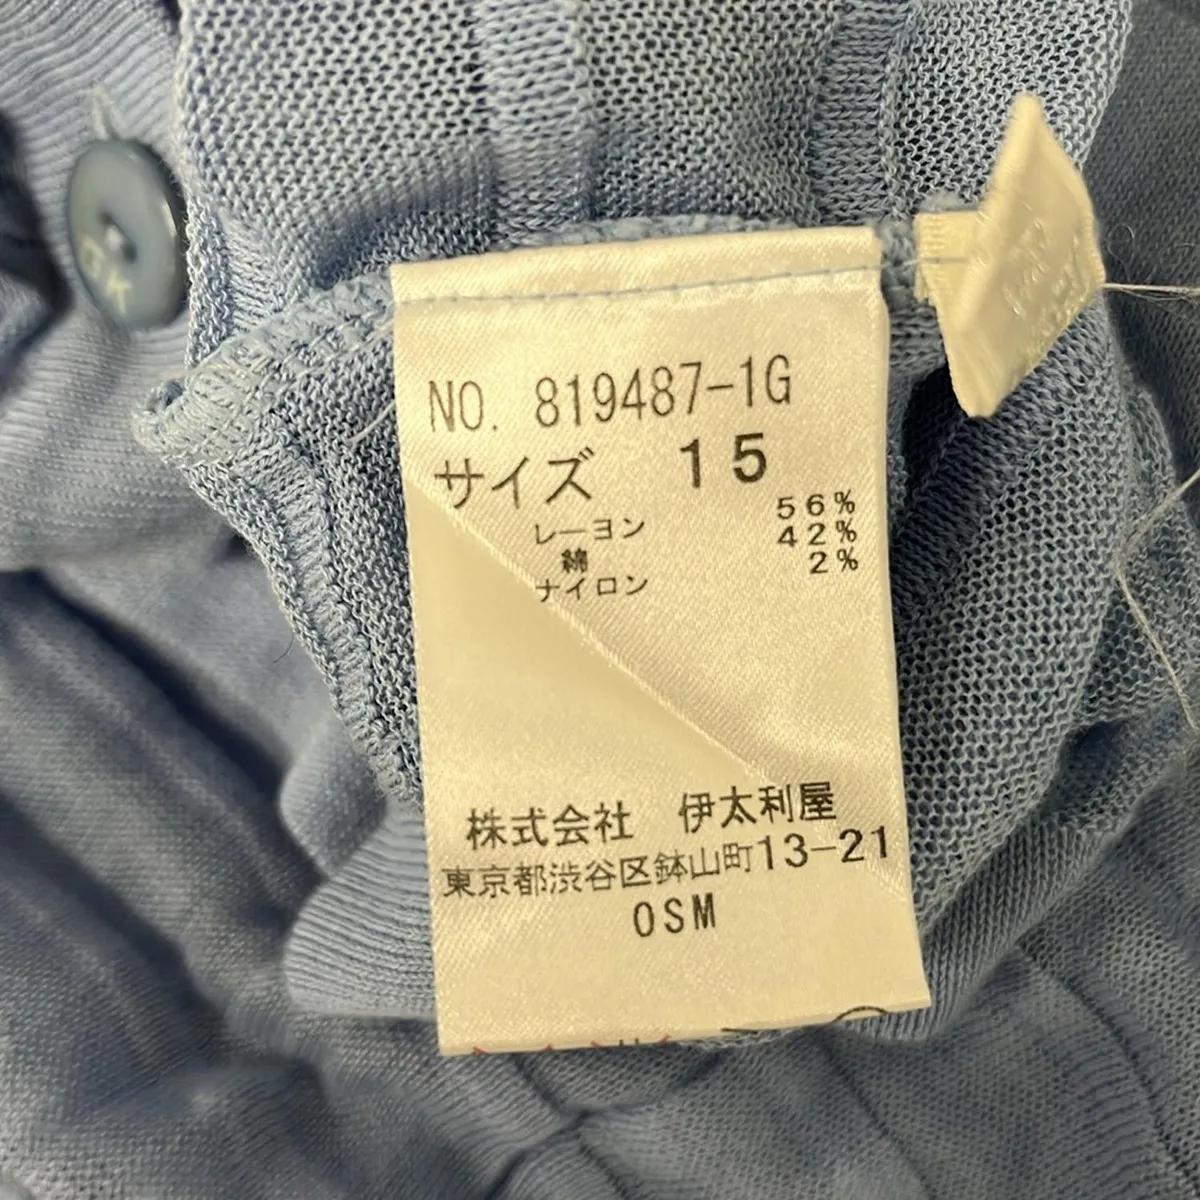 NO. 819487-1G
サイズ 15
レーヨン 56%
綿 42%
ナイロン 2%
株式会社 伊太利屋
東京都渋谷区鉢山町13-21
OSM